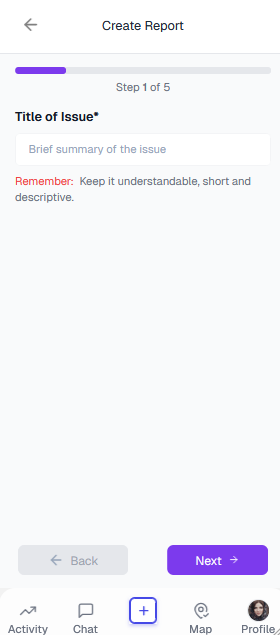 Create Report
Step 1 of 5
Title of Issue*
Brief summary of the issue
Remember: Keep it understandable, short and
descriptive.
Back
Next
Activity
Chat
Map
Profile